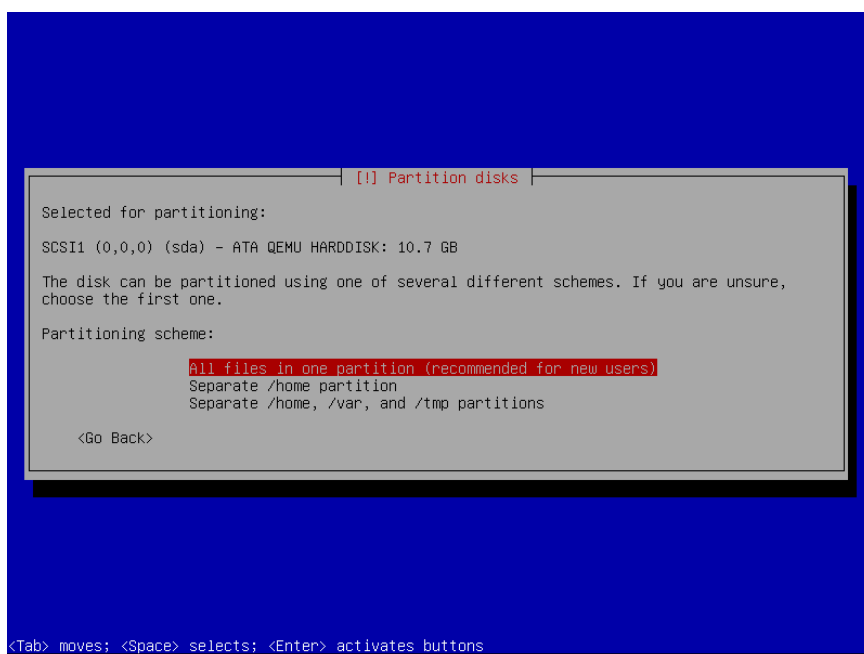 [!] Partition disks
Selected for partitioning:
SCSI1 (0,0,0) (sda) – ATA QEMU HARDDISK: 10.7 GB
The disk can be partitioned using one of several different schemes. If you are unsure,
choose the first one.
Partitioning scheme:
All files in one partition (recommended for new users)
Separate /home partition
Separate /home, /var, and /tmp partitions
<Go Back>
<Tab> moves; <Space> selects; <Enter> activates buttons